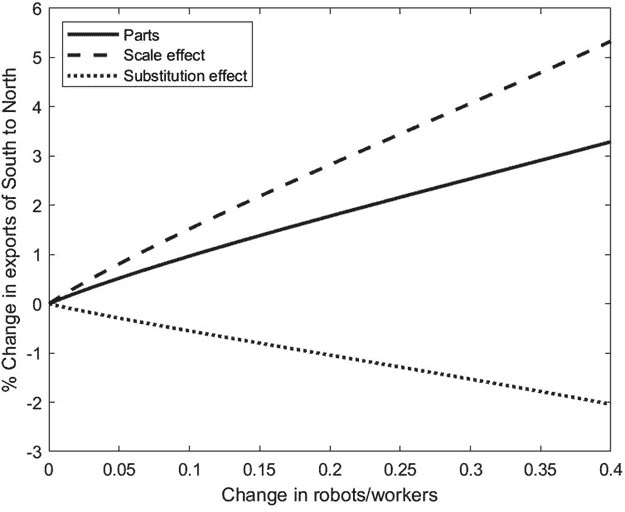 % Change in exports of South to North
6
5
4
3
2
1
0
-1
-2
-3
Parts
Scale effect
Substitution effect
0 0.05 0.1 0.15 0.2 0.25 0.3 0.35 0.4
Change in robots/workers